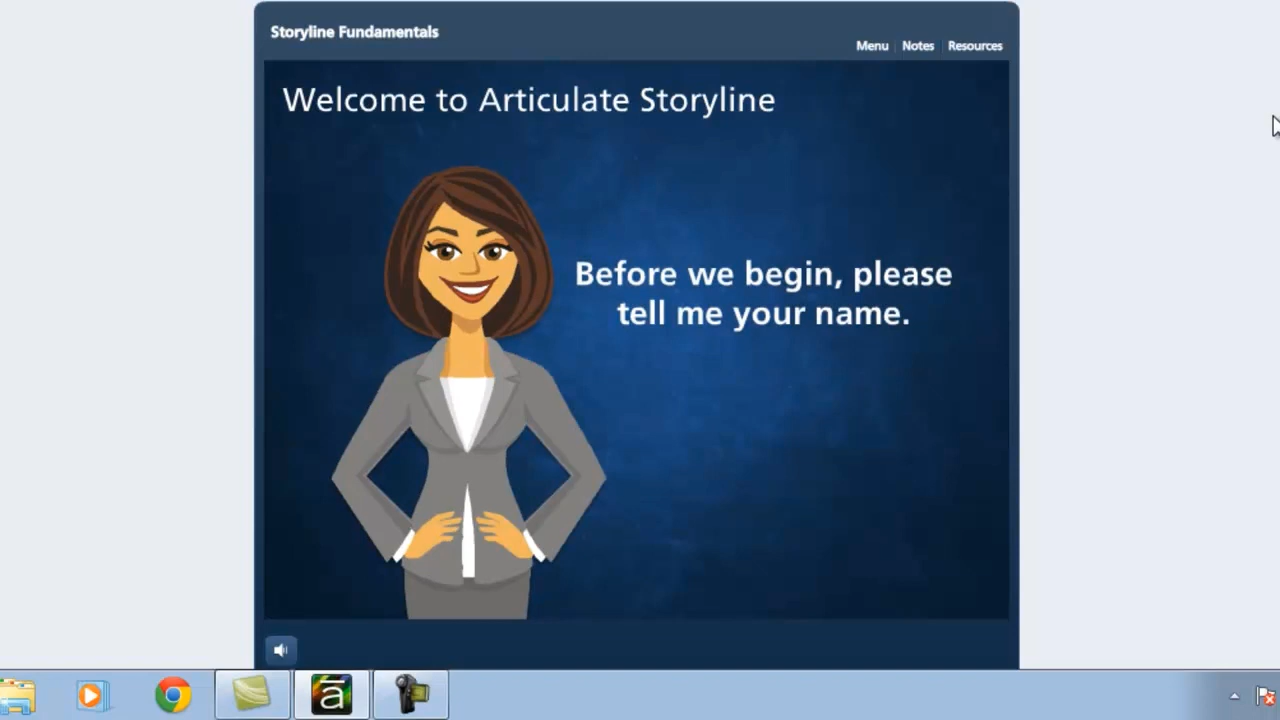 Storyline Fundamentals
Menu Notes Resources
Welcome to Articulate Storyline
Before we begin, please
tell me your name.
ā